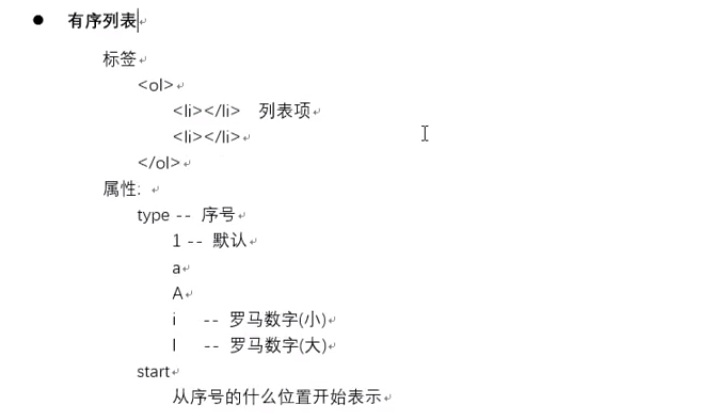 ● 有序列表
标签
<ol>
<li></li> 列表项
<li></li>
</ol>
属性:
type -- 序号
1 -- 默认
a
A
i -- 罗马数字(小)
I -- 罗马数字(大)
start
从序号的什么位置开始表示